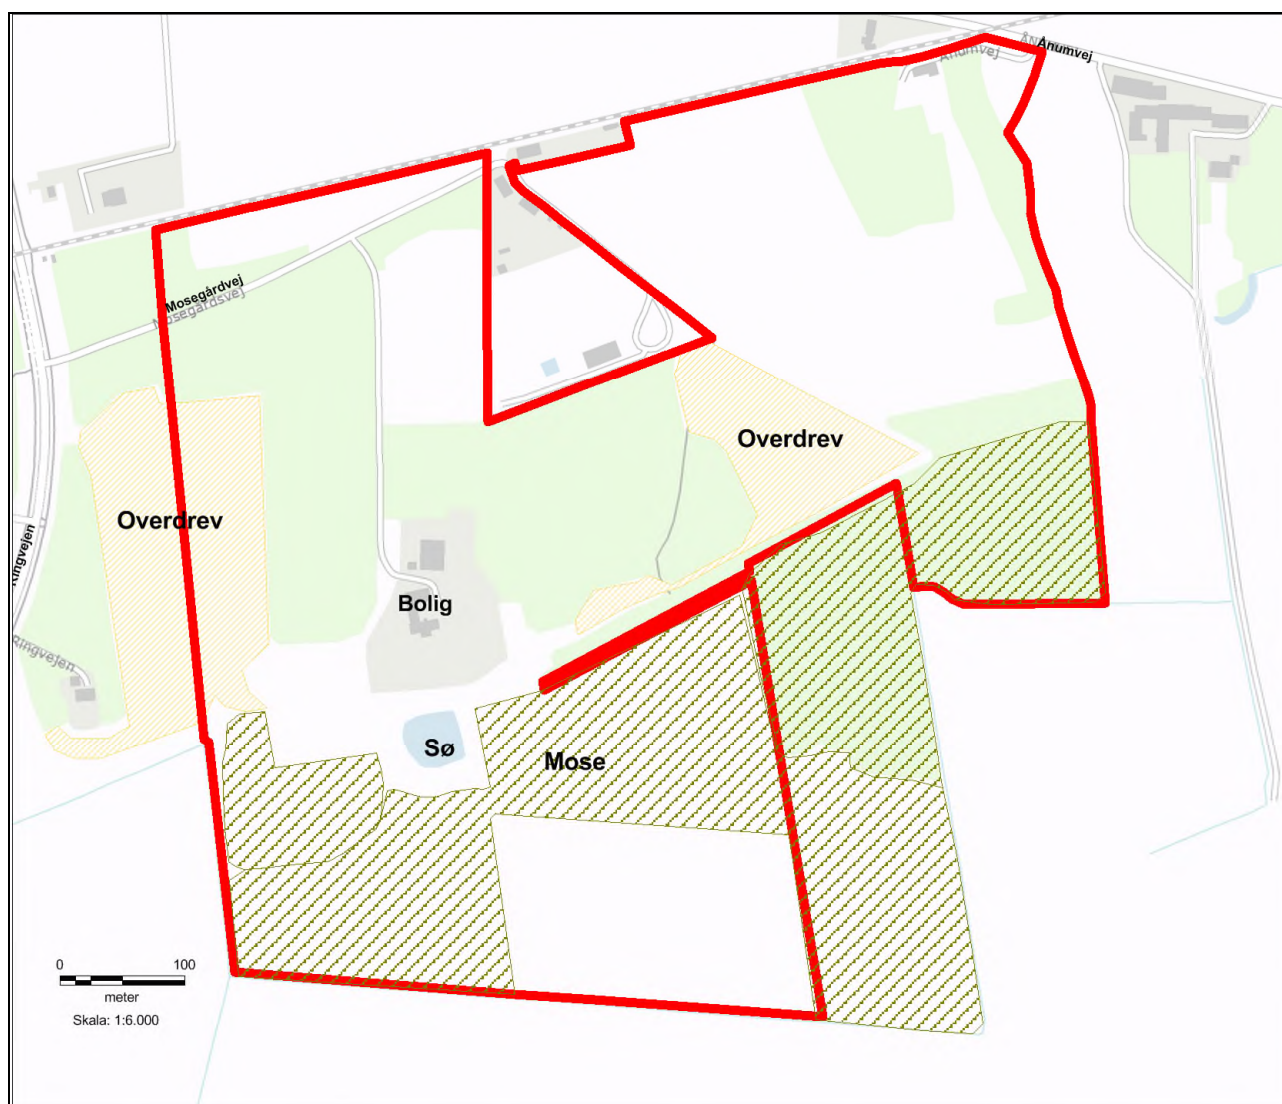 Ånumvej
Ånumvej
Mosegårdvej
Mosegårdsvej
Overdrev
Overdrev
Ringvejen
Bolig
Ringvejen
Sø
Mose
0 100
meter
Skala: 1:6.000